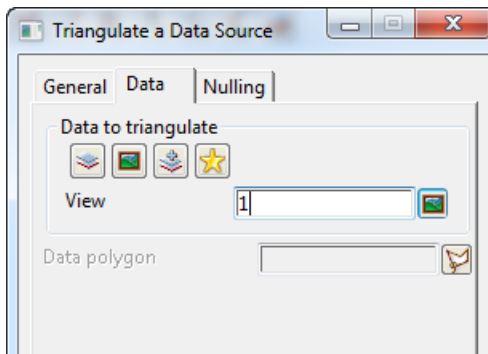 Triangulate a Data Source
General Data Nulling
Data to triangulate
View 1
Data polygon